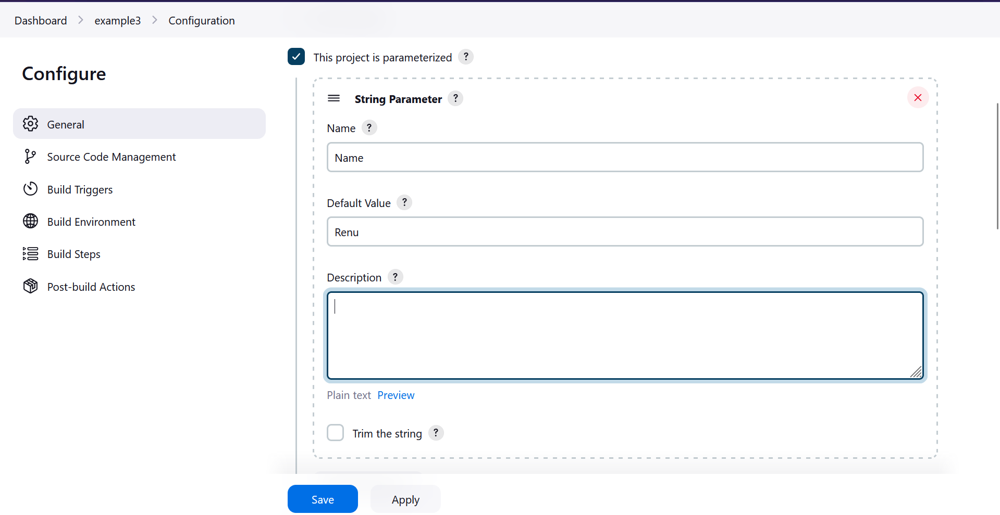 Dashboard > example3 > Configuration
Configure
General
Source Code Management
Build Triggers
Build Environment
Build Steps
Post-build Actions
This project is parameterized ?
String Parameter ?
Name ?
Name
Default Value ?
Renu
Description ?
Plain text Preview
Trim the string ?
Save Apply